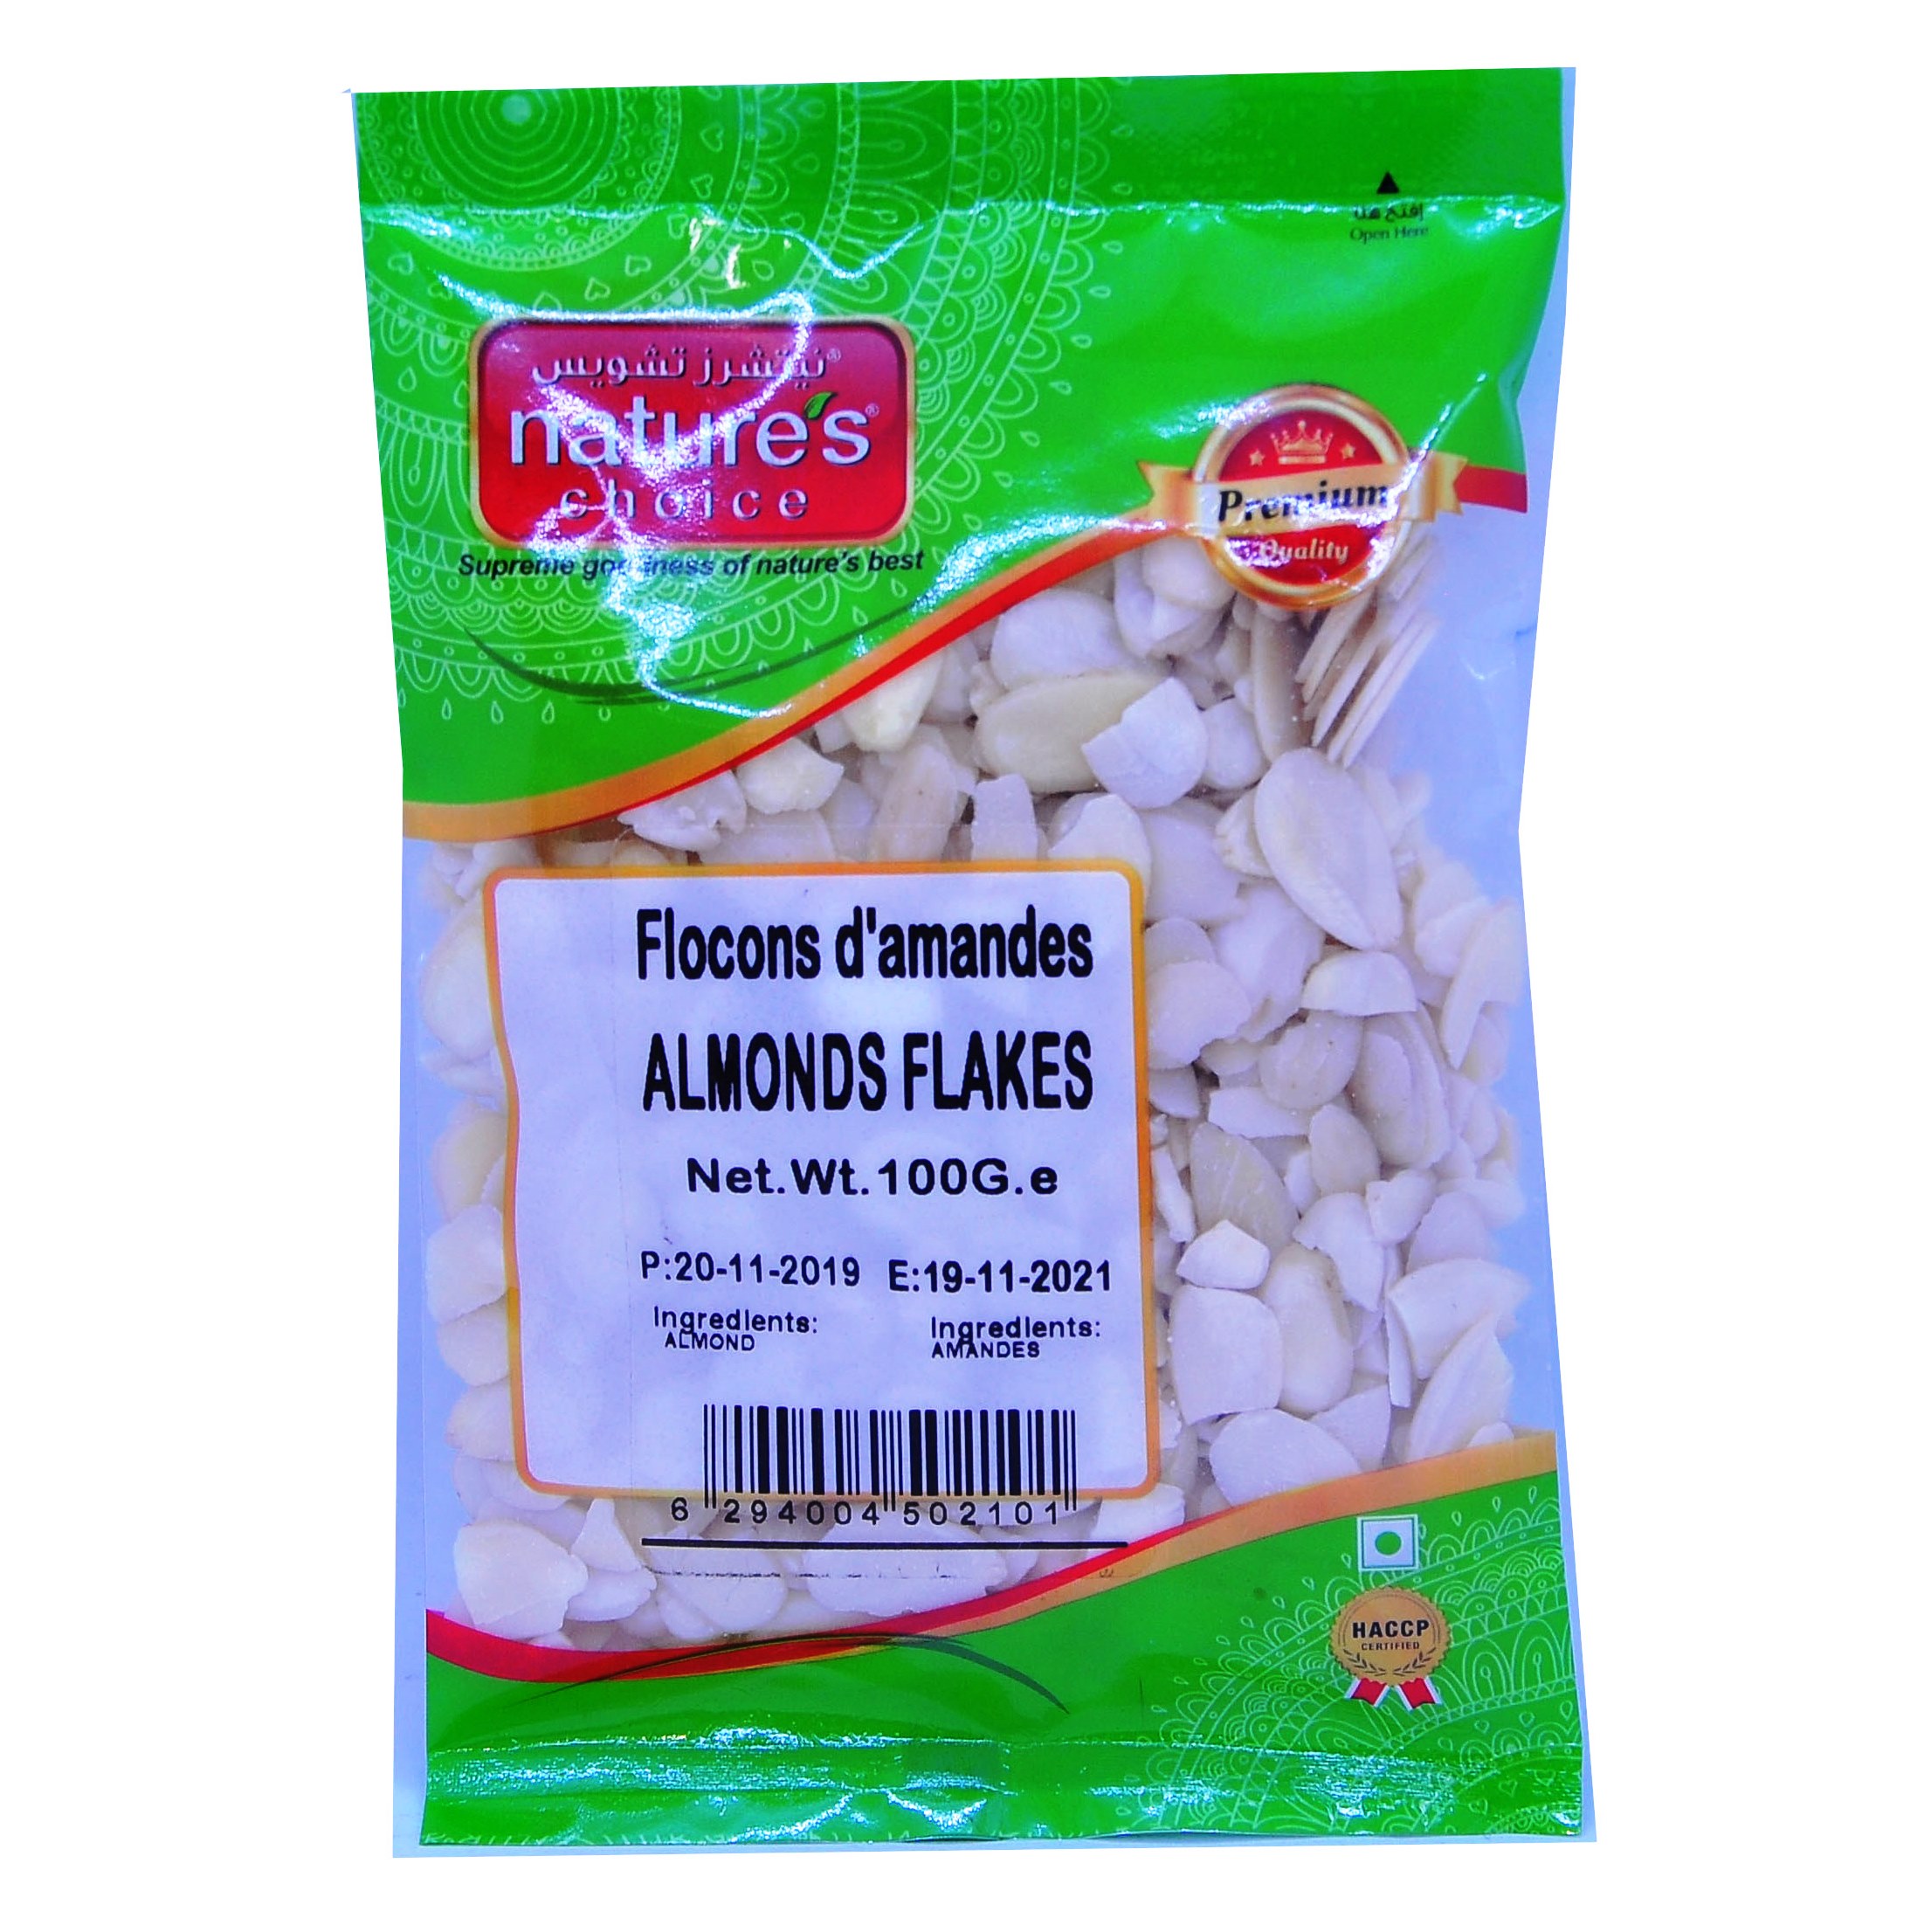 إفتح هنا
Open Here
نيتشرز تشويس®
nature's®
choice
Supreme goodness of nature's best
Premium
Quality
Flocons d'amandes
ALMONDS FLAKES
Net.Wt.100G.e
P:20-11-2019 E:19-11-2021
Ingredients: Ingredients:
ALMOND AMANDES
6 294004 502101
HACCP
CERTIFIED